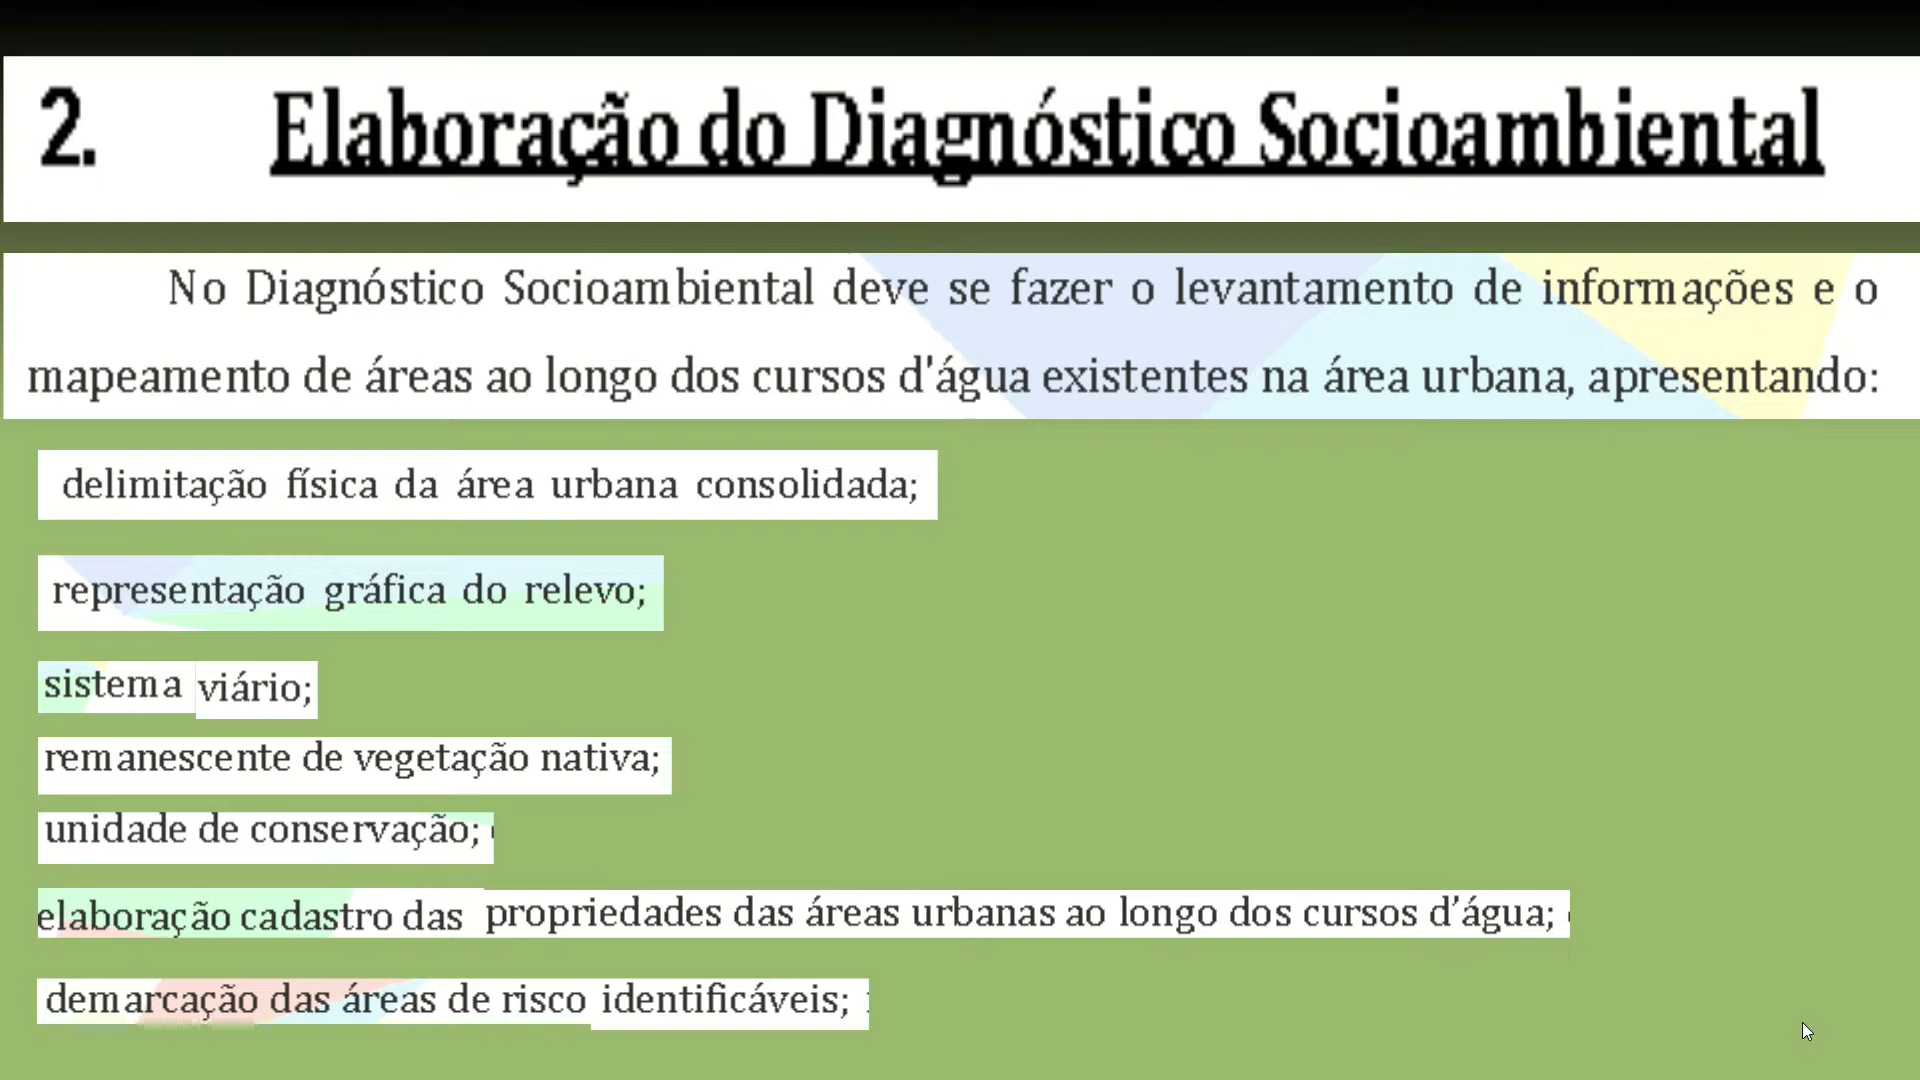 2. Elaboração do Diagnóstico Socioambiental
No Diagnóstico Socioambiental deve se fazer o levantamento de informações e o
mapeamento de áreas ao longo dos cursos d'água existentes na área urbana, apresentando:
delimitação física da área urbana consolidada;
representação gráfica do relevo;
sistema viário;
remanescente de vegetação nativa;
unidade de conservação;
elaboração cadastro das propriedades das áreas urbanas ao longo dos cursos d’água;
demarcação das áreas de risco identificáveis;